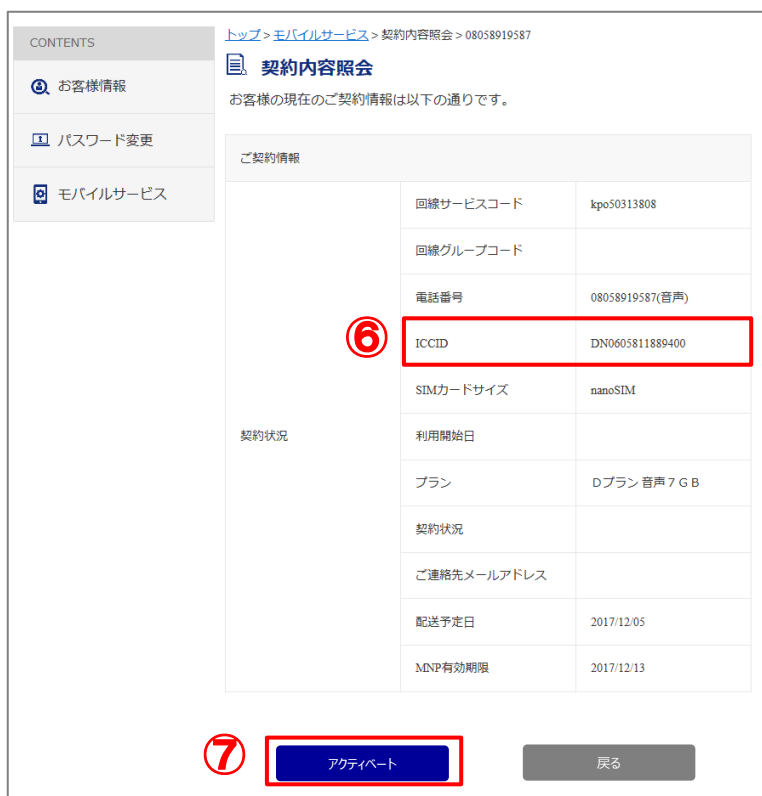 CONTENTS
お客様情報
パスワード変更
モバイルサービス
トップ > モバイルサービス > 契約内容照会 > 08058919587
契約内容照会
お客様の現在のご契約情報は以下の通りです。
ご契約情報
契約状況
回線サービスコード kpo50313808
回線グループコード
電話番号 08058919587(音声)
⑥ ICCID DN0605811889400
SIMカードサイズ nanoSIM
利用開始日
プラン Ｄプラン 音声７ＧＢ
契約状況
ご連絡先メールアドレス
配送予定日 2017/12/05
MNP有効期限 2017/12/13
⑦ アクティベート 戻る